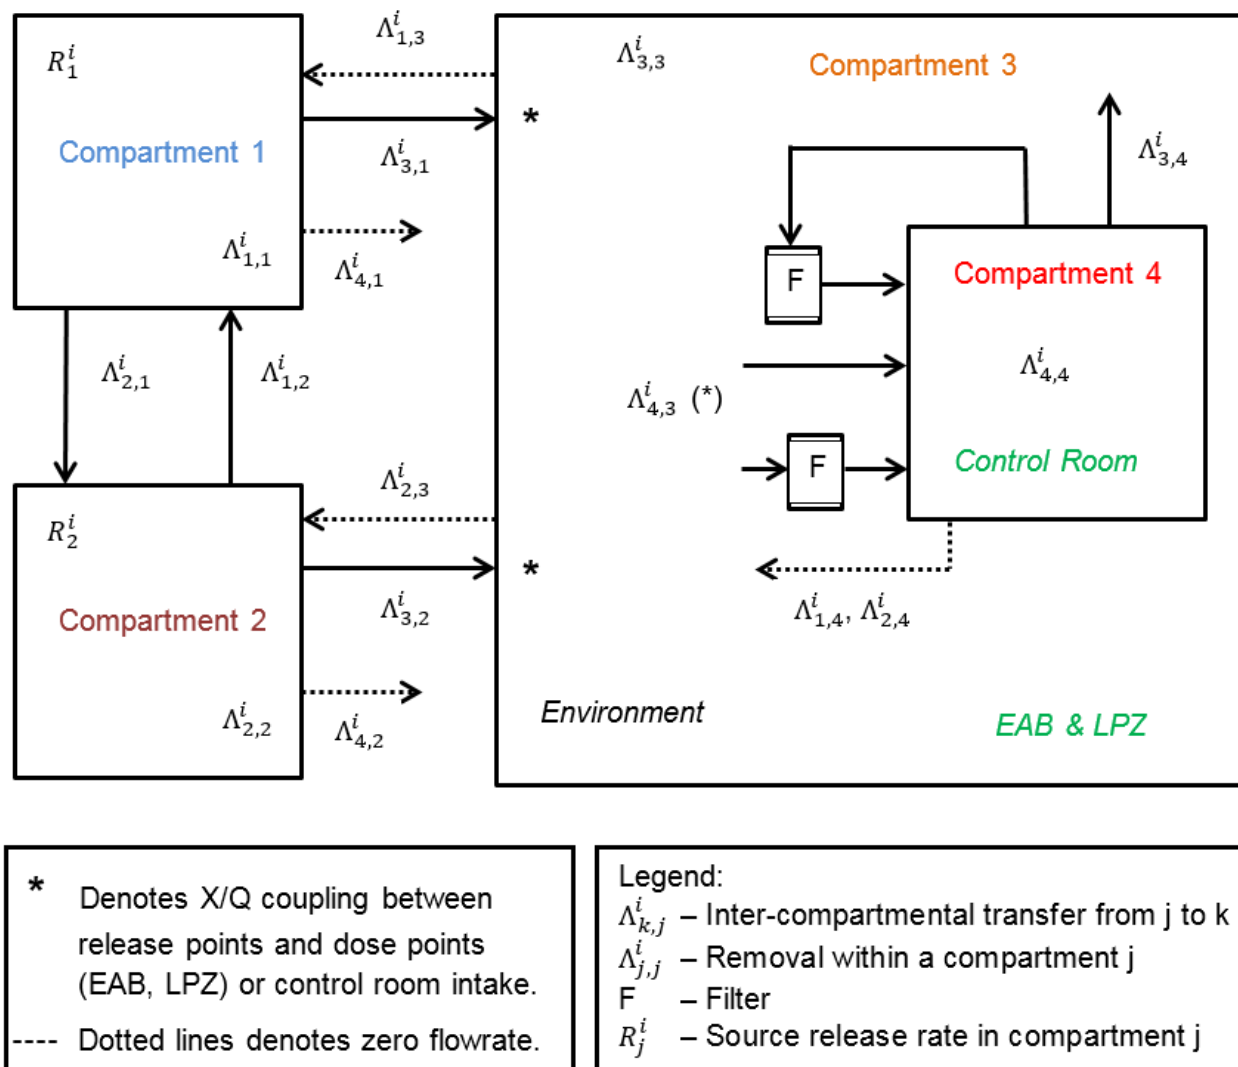 Λ^i_{1,3}
R^i_1
Λ^i_{3,3}
Compartment 3
*
Compartment 1
Λ^i_{3,1}
Λ^i_{3,4}
Λ^i_{1,1}
Λ^i_{4,1}
F
Compartment 4
Λ^i_{2,1}
Λ^i_{1,2}
Λ^i_{4,3} (*)
Λ^i_{4,4}
Λ^i_{2,3}
F
Control Room
R^i_2
*
Compartment 2
Λ^i_{3,2}
Λ^i_{1,4}, Λ^i_{2,4}
Λ^i_{2,2}
Λ^i_{4,2}
Environment
EAB & LPZ
* Denotes X/Q coupling between
release points and dose points
(EAB, LPZ) or control room intake.
---- Dotted lines denotes zero flowrate.
Legend:
Λ^i_{k,j} – Inter-compartmental transfer from j to k
Λ^i_{j,j} – Removal within a compartment j
F – Filter
R^i_j – Source release rate in compartment j